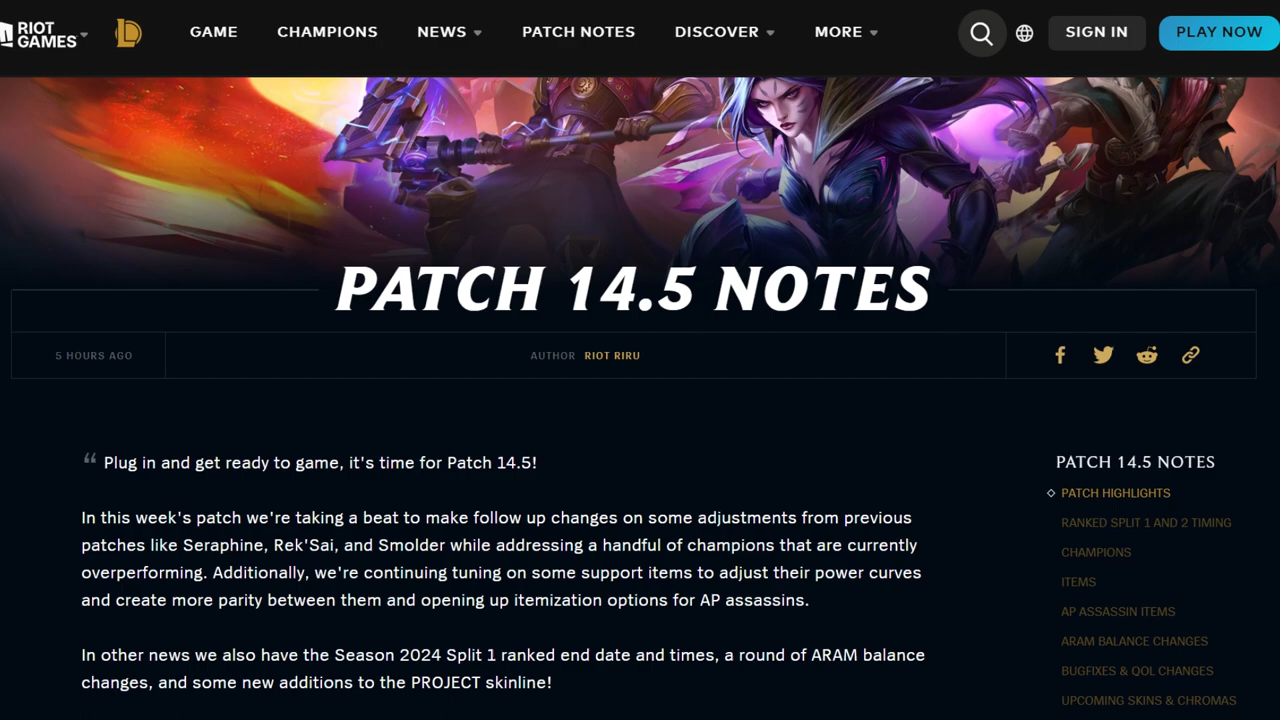 RIOT GAMES
GAME
CHAMPIONS
NEWS
PATCH NOTES
DISCOVER
MORE
SIGN IN
PLAY NOW
PATCH 14.5 NOTES
5 HOURS AGO
AUTHOR RIOT RIRU
“ Plug in and get ready to game, it's time for Patch 14.5!
In this week's patch we're taking a beat to make follow up changes on some adjustments from previous
patches like Seraphine, Rek'Sai, and Smolder while addressing a handful of champions that are currently
overperforming. Additionally, we're continuing tuning on some support items to adjust their power curves
and create more parity between them and opening up itemization options for AP assassins.
In other news we also have the Season 2024 Split 1 ranked end date and times, a round of ARAM balance
changes, and some new additions to the PROJECT skinline!
PATCH 14.5 NOTES
PATCH HIGHLIGHTS
RANKED SPLIT 1 AND 2 TIMING
CHAMPIONS
ITEMS
AP ASSASSIN ITEMS
ARAM BALANCE CHANGES
BUGFIXES & QOL CHANGES
UPCOMING SKINS & CHROMAS